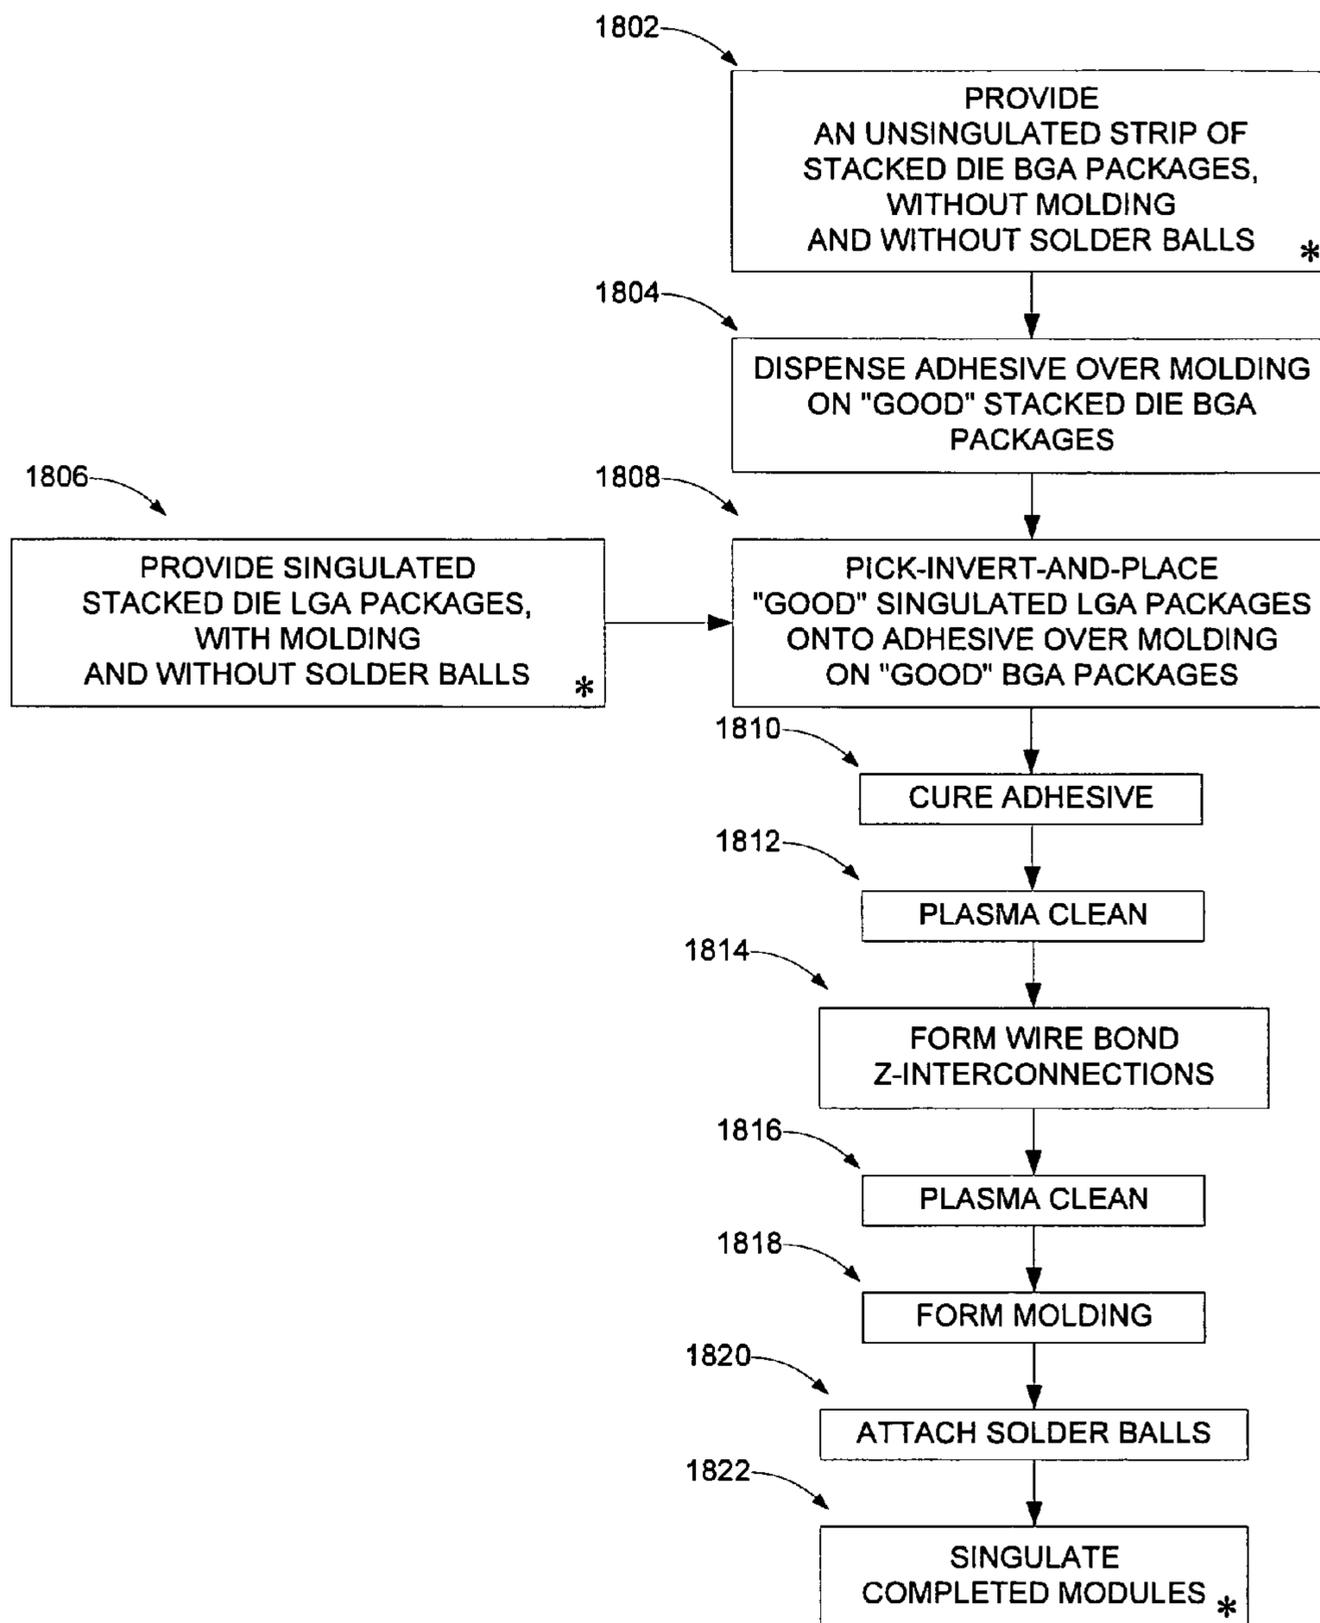 1802
PROVIDE
AN UNSINGULATED STRIP OF
STACKED DIE BGA PACKAGES,
WITHOUT MOLDING
AND WITHOUT SOLDER BALLS *
1804
DISPENSE ADHESIVE OVER MOLDING
ON "GOOD" STACKED DIE BGA
PACKAGES
1806
PROVIDE SINGULATED
STACKED DIE LGA PACKAGES,
WITH MOLDING
AND WITHOUT SOLDER BALLS *
1808
PICK-INVERT-AND-PLACE
"GOOD" SINGULATED LGA PACKAGES
ONTO ADHESIVE OVER MOLDING
ON "GOOD" BGA PACKAGES
1810
CURE ADHESIVE
1812
PLASMA CLEAN
1814
FORM WIRE BOND
Z-INTERCONNECTIONS
1816
PLASMA CLEAN
1818
FORM MOLDING
1820
ATTACH SOLDER BALLS
1822
SINGULATE
COMPLETED MODULES *